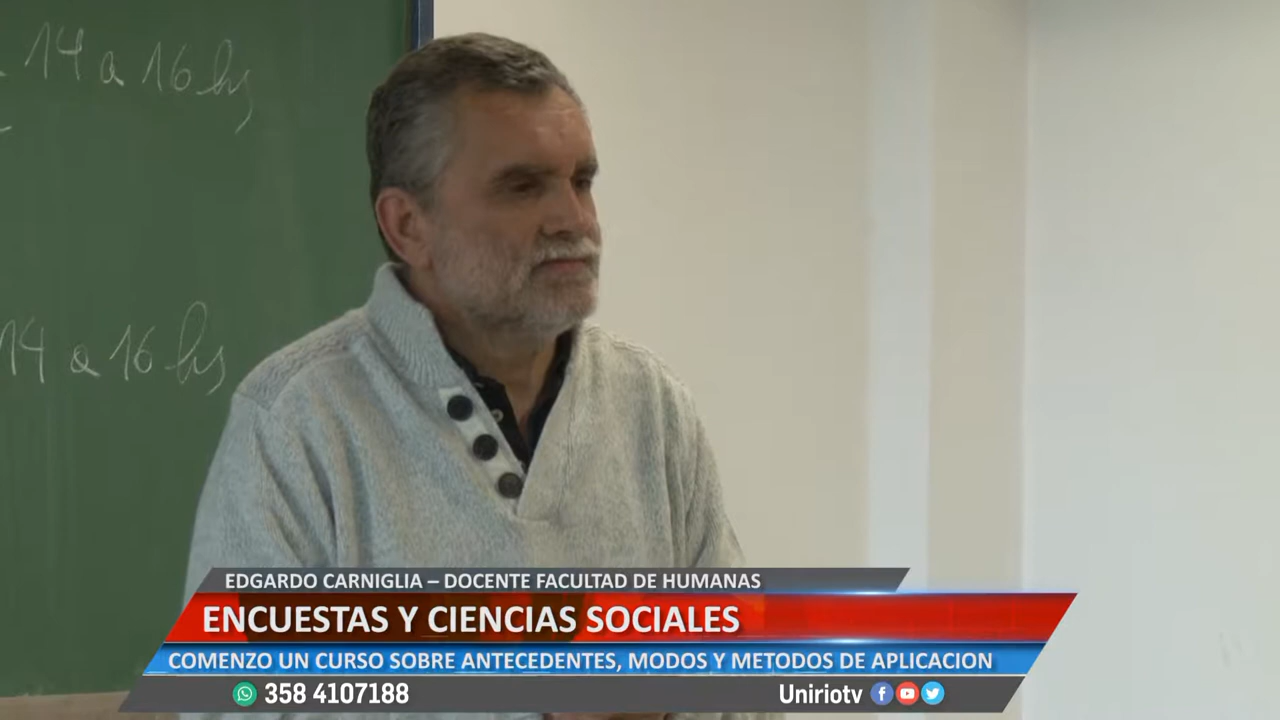 14 a 16 hs
14 a 16 hs
EDGARDO CARNIGLIA – DOCENTE FACULTAD DE HUMANAS
ENCUESTAS Y CIENCIAS SOCIALES
COMENZO UN CURSO SOBRE ANTECEDENTES, MODOS Y METODOS DE APLICACION
358 4107188
Uniriotv